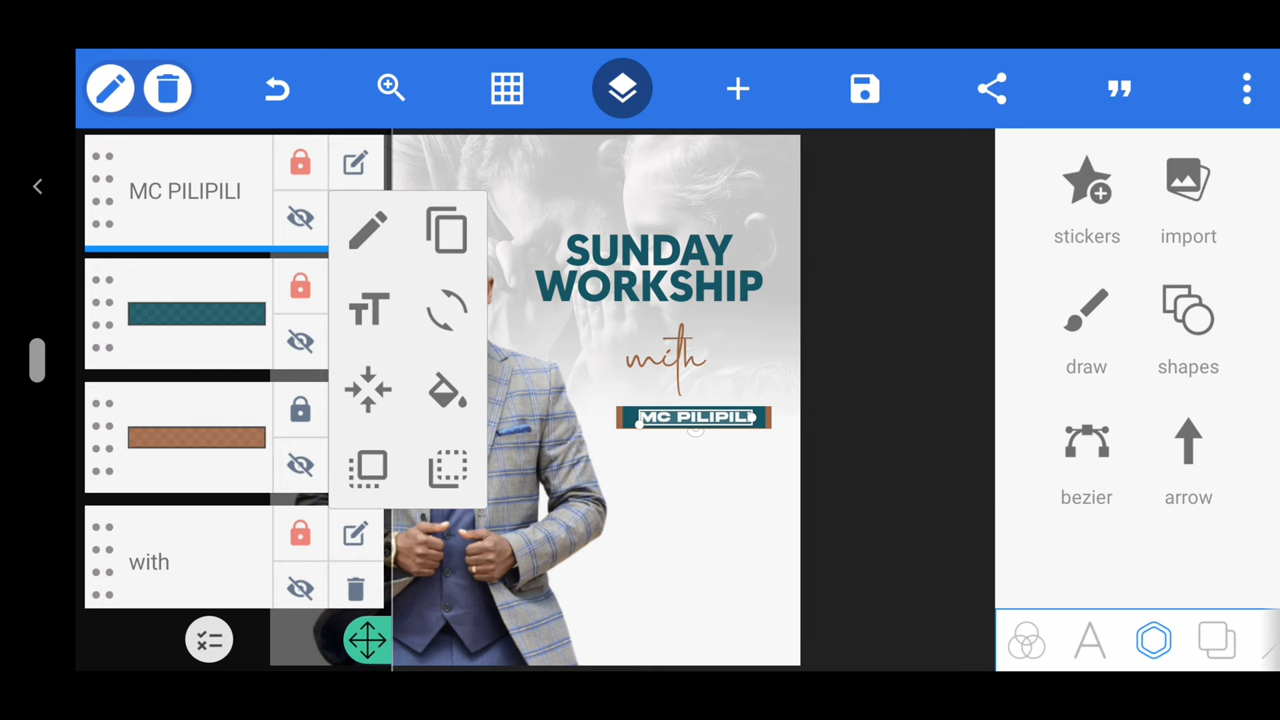 MC PILIPILI
with
SUNDAY
WORKSHIP
with
MC PILIPILI
stickers
import
draw
shapes
bezier
arrow